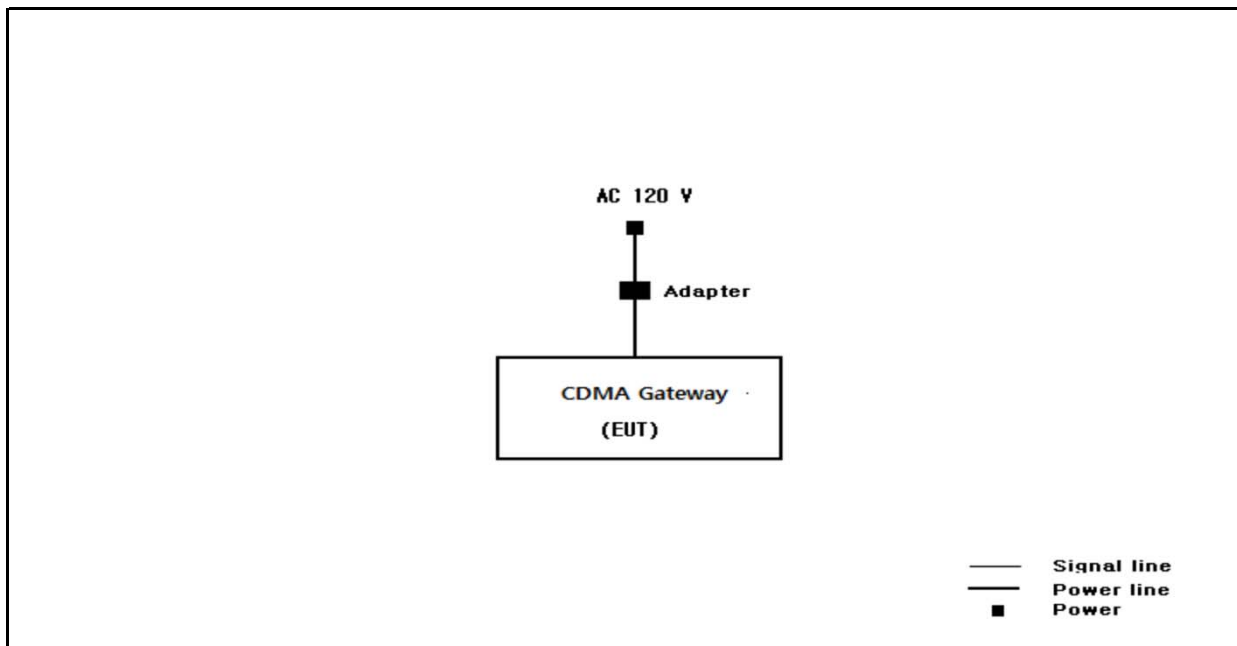 AC 120 V
Adapter
CDMA Gateway
(EUT)
Signal line
Power line
Power